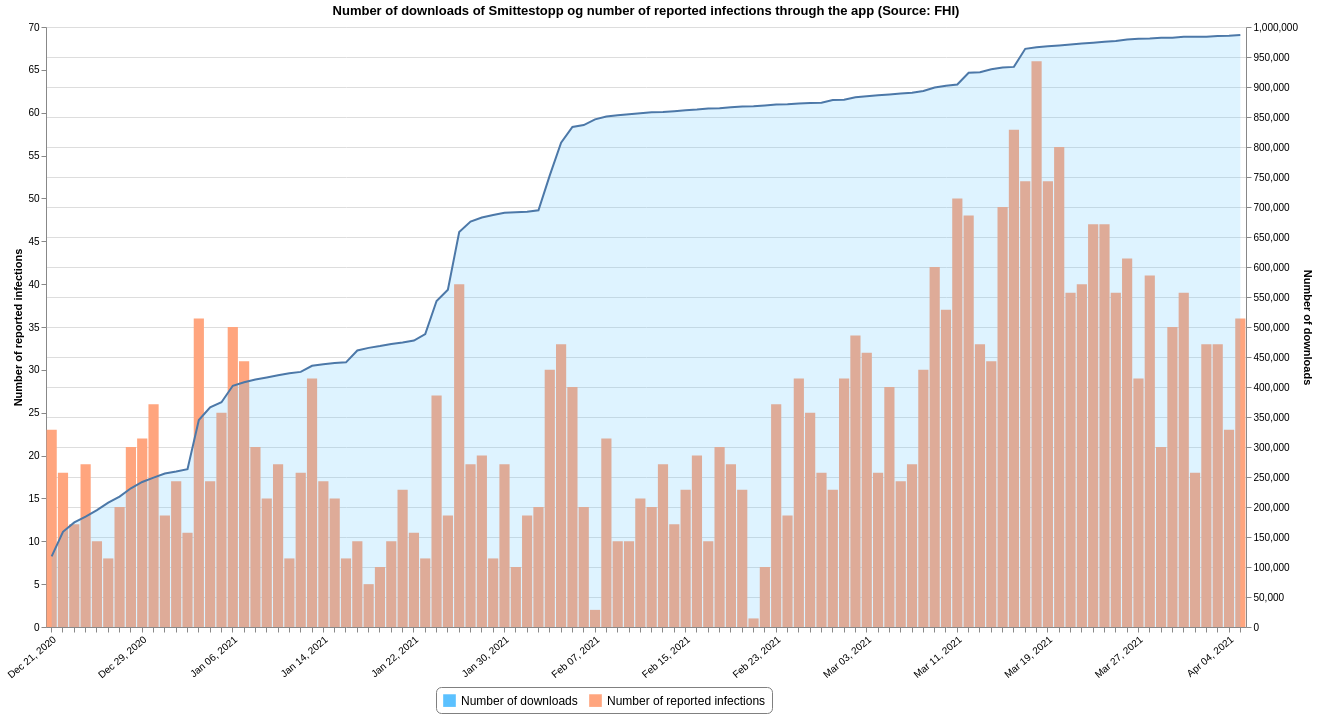 Number of downloads of Smittestopp og number of reported infections through the app (Source: FHI)
70
65
60
55
50
45
40
35
30
25
20
15
10
5
0
Number of reported infections
1,000,000
950,000
900,000
850,000
800,000
750,000
700,000
650,000
600,000
550,000
500,000
450,000
400,000
350,000
300,000
250,000
200,000
150,000
100,000
50,000
0
Number of downloads
Dec 21, 2020
Dec 29, 2020
Jan 06, 2021
Jan 14, 2021
Jan 22, 2021
Jan 30, 2021
Feb 07, 2021
Feb 15, 2021
Feb 23, 2021
Mar 03, 2021
Mar 11, 2021
Mar 19, 2021
Mar 27, 2021
Apr 04, 2021
Number of downloads
Number of reported infections